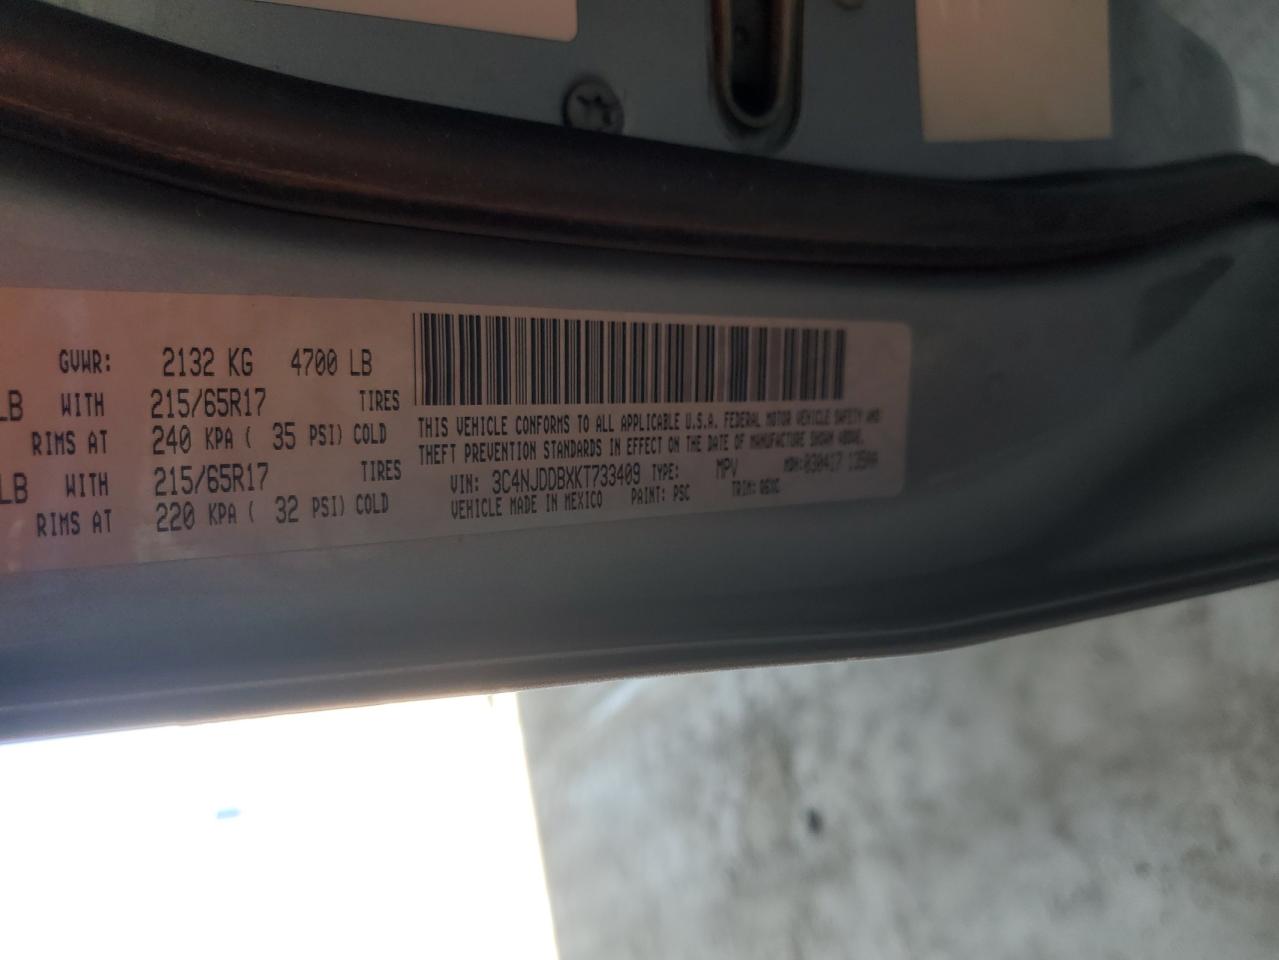 GVWR: 2132 KG 4700 LB
LB WITH 215/65R17 TIRES
RIMS AT 240 KPA ( 35 PSI) COLD
LB WITH 215/65R17 TIRES
RIMS AT 220 KPA ( 32 PSI) COLD
THIS VEHICLE CONFORMS TO ALL APPLICABLE U.S.A. FEDERAL MOTOR VEHICLE SAFETY AND
THEFT PREVENTION STANDARDS IN EFFECT ON THE DATE OF MANUFACTURE SHOWN ABOVE.
VIN: 3C4NJDDBXKT733409 TYPE: MPV MDH:
VEHICLE MADE IN MEXICO PAINT: PSC TRIM: